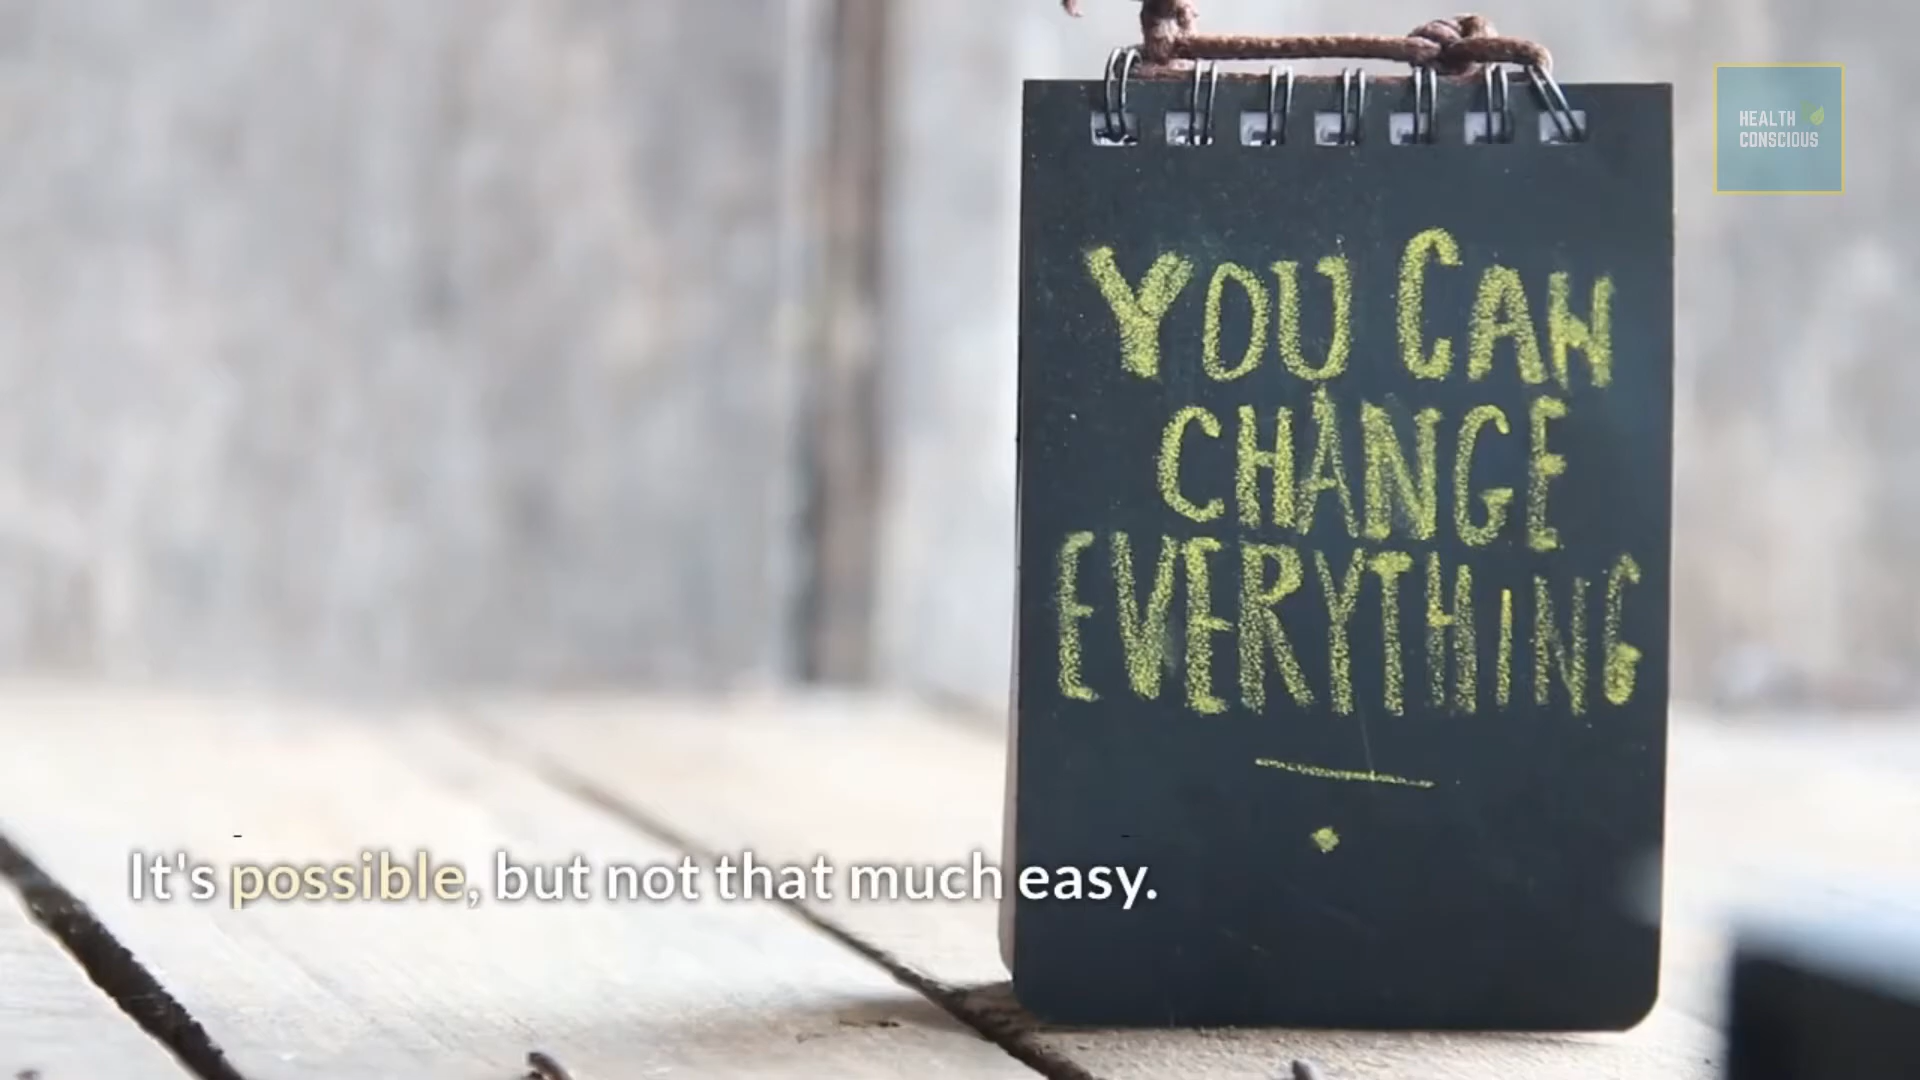 HEALTH
CONSCIOUS
YOU CAN
CHANGE
EVERYTHING
It's possible, but not that much easy.